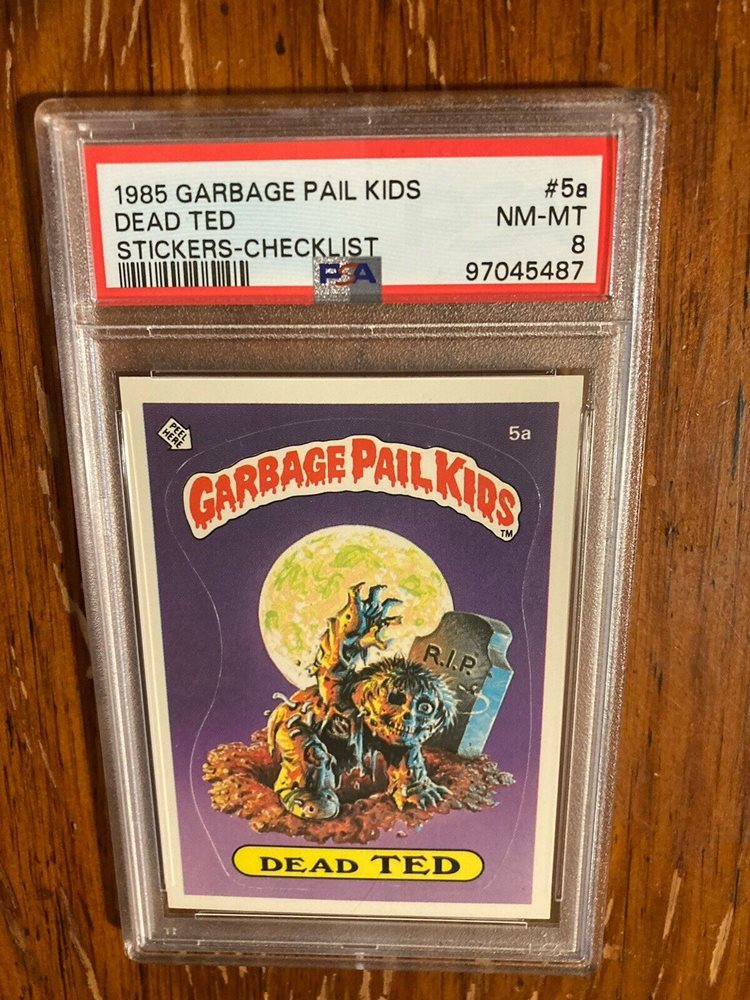 1985 GARBAGE PAIL KIDS #5a
DEAD TED NM-MT
STICKERS-CHECKLIST 8
PSA 97045487
PEEL
HERE
5a
GARBAGE PAIL KIDS
TM
R.I.P.
DEAD TED